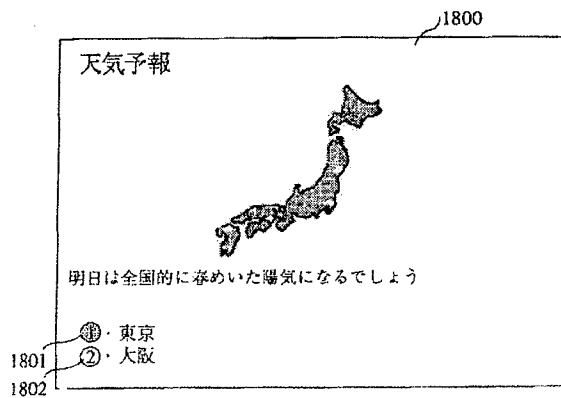 1800
天気予報
明日は全国的に春めいた陽気になるでしょう
①・東京
1801
②・大阪
1802